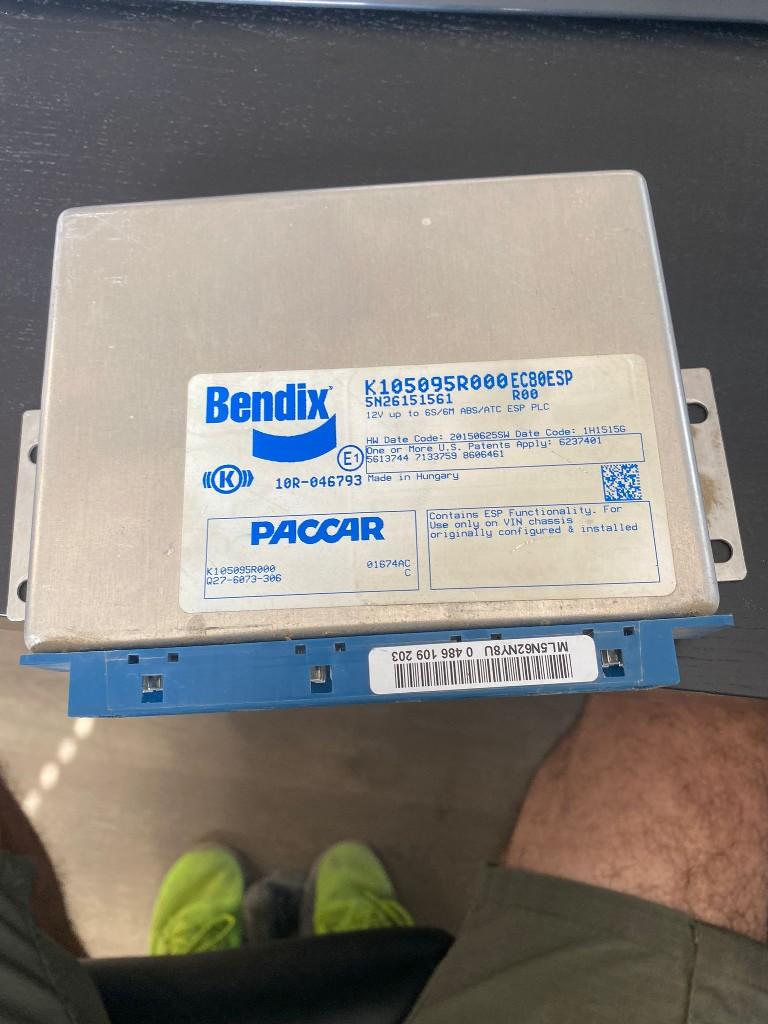 Bendix
K105095R000 EC80ESP
5N26151561 R00
12V up to 6S/6M ABS/ATC ESP PLC
HW Date Code: 20150625SW Date Code: 1H1515G
One or More U.S. Patents Apply: 6237401
5613744 7133759 8606461
E1
K
10R-046793 Made in Hungary
PACCAR
K105095R000 01674AC
Q27-6073-306 C
Contains ESP Functionality. For
Use only on VIN chassis
originally configured & installed
ML5N62NY8U 0 486 109 203